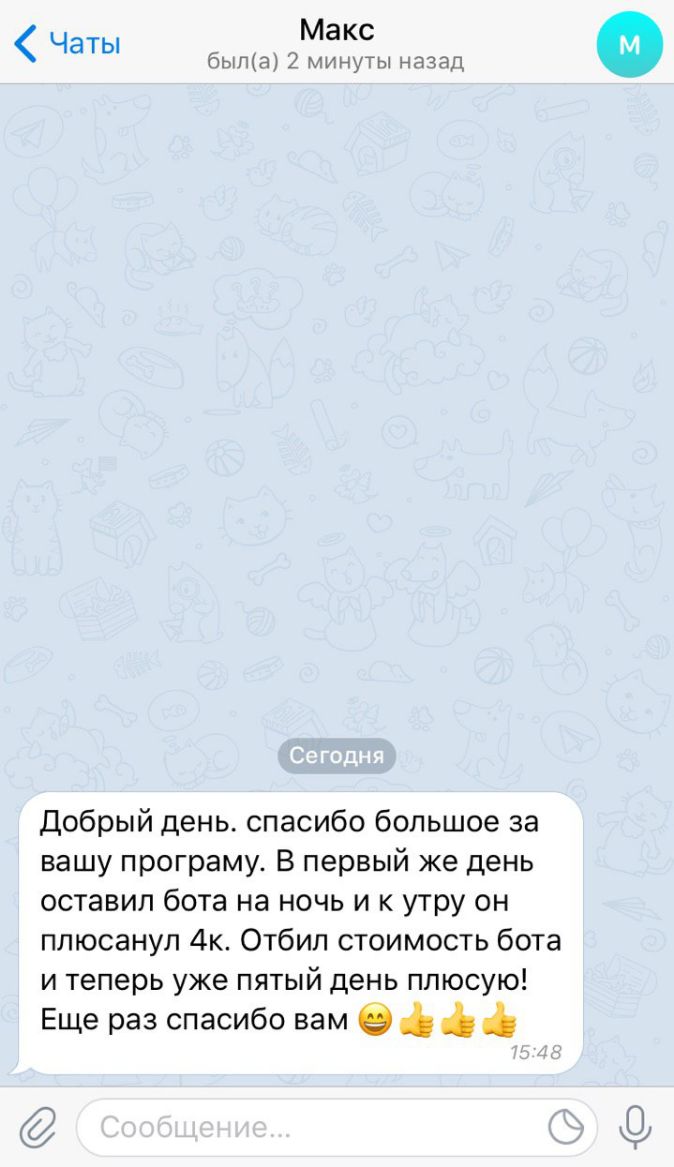 Чаты
Макс
был(а) 2 минуты назад
М
Сегодня
Добрый день. спасибо большое за
вашу програму. В первый же день
оставил бота на ночь и к утру он
плюсанул 4к. Отбил стоимость бота
и теперь уже пятый день плюсую!
Еще раз спасибо вам 😄👍👍👍
15:48
Сообщение...